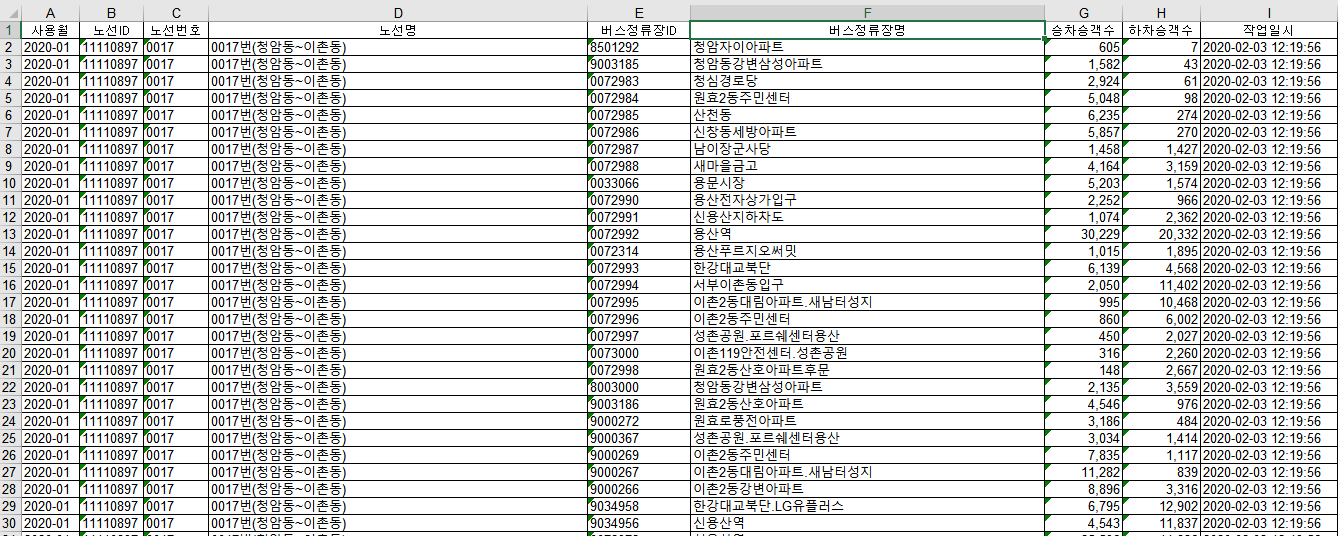 A B C D E F G H I
1 사용월 노선ID 노선번호 노선명 버스정류장ID 버스정류장명 승차승객수 하차승객수 작업일시
2 2020-01 11110897 0017 0017번(청암동~이촌동) 8501292 청암자이아파트 605 7 2020-02-03 12:19:56
3 2020-01 11110897 0017 0017번(청암동~이촌동) 9003185 청암동강변삼성아파트 1,582 43 2020-02-03 12:19:56
4 2020-01 11110897 0017 0017번(청암동~이촌동) 0072983 청심경로당 2,924 61 2020-02-03 12:19:56
5 2020-01 11110897 0017 0017번(청암동~이촌동) 0072984 원효2동주민센터 5,048 98 2020-02-03 12:19:56
6 2020-01 11110897 0017 0017번(청암동~이촌동) 0072985 산천동 6,235 274 2020-02-03 12:19:56
7 2020-01 11110897 0017 0017번(청암동~이촌동) 0072986 신창동세방아파트 5,857 270 2020-02-03 12:19:56
8 2020-01 11110897 0017 0017번(청암동~이촌동) 0072987 남이장군사당 1,458 1,427 2020-02-03 12:19:56
9 2020-01 11110897 0017 0017번(청암동~이촌동) 0072988 새마을금고 4,164 3,159 2020-02-03 12:19:56
10 2020-01 11110897 0017 0017번(청암동~이촌동) 0033066 용문시장 5,203 1,574 2020-02-03 12:19:56
11 2020-01 11110897 0017 0017번(청암동~이촌동) 0072990 용산전자상가입구 2,252 966 2020-02-03 12:19:56
12 2020-01 11110897 0017 0017번(청암동~이촌동) 0072991 신용산지하차도 1,074 2,362 2020-02-03 12:19:56
13 2020-01 11110897 0017 0017번(청암동~이촌동) 0072992 용산역 30,229 20,332 2020-02-03 12:19:56
14 2020-01 11110897 0017 0017번(청암동~이촌동) 0072314 용산푸르지오써밋 1,015 1,895 2020-02-03 12:19:56
15 2020-01 11110897 0017 0017번(청암동~이촌동) 0072993 한강대교북단 6,139 4,568 2020-02-03 12:19:56
16 2020-01 11110897 0017 0017번(청암동~이촌동) 0072994 서부이촌동입구 2,050 11,402 2020-02-03 12:19:56
17 2020-01 11110897 0017 0017번(청암동~이촌동) 0072995 이촌2동대림아파트.새남터성지 995 10,468 2020-02-03 12:19:56
18 2020-01 11110897 0017 0017번(청암동~이촌동) 0072996 이촌2동주민센터 860 6,002 2020-02-03 12:19:56
19 2020-01 11110897 0017 0017번(청암동~이촌동) 0072997 성촌공원.포르쉐센터용산 450 2,027 2020-02-03 12:19:56
20 2020-01 11110897 0017 0017번(청암동~이촌동) 0073000 이촌119안전센터.성촌공원 316 2,260 2020-02-03 12:19:56
21 2020-01 11110897 0017 0017번(청암동~이촌동) 0072998 원효2동산호아파트후문 148 2,667 2020-02-03 12:19:56
22 2020-01 11110897 0017 0017번(청암동~이촌동) 8003000 청암동강변삼성아파트 2,135 3,559 2020-02-03 12:19:56
23 2020-01 11110897 0017 0017번(청암동~이촌동) 9003186 원효2동산호아파트 4,546 976 2020-02-03 12:19:56
24 2020-01 11110897 0017 0017번(청암동~이촌동) 9000272 원효로풍전아파트 3,186 484 2020-02-03 12:19:56
25 2020-01 11110897 0017 0017번(청암동~이촌동) 9000367 성촌공원.포르쉐센터용산 3,034 1,414 2020-02-03 12:19:56
26 2020-01 11110897 0017 0017번(청암동~이촌동) 9000269 이촌2동주민센터 7,835 1,117 2020-02-03 12:19:56
27 2020-01 11110897 0017 0017번(청암동~이촌동) 9000267 이촌2동대림아파트.새남터성지 11,282 839 2020-02-03 12:19:56
28 2020-01 11110897 0017 0017번(청암동~이촌동) 9000266 이촌2동강변아파트 8,896 3,316 2020-02-03 12:19:56
29 2020-01 11110897 0017 0017번(청암동~이촌동) 9034958 한강대교북단.LG유플러스 6,795 12,902 2020-02-03 12:19:56
30 2020-01 11110897 0017 0017번(청암동~이촌동) 9034956 신용산역 4,543 11,837 2020-02-03 12:19:56